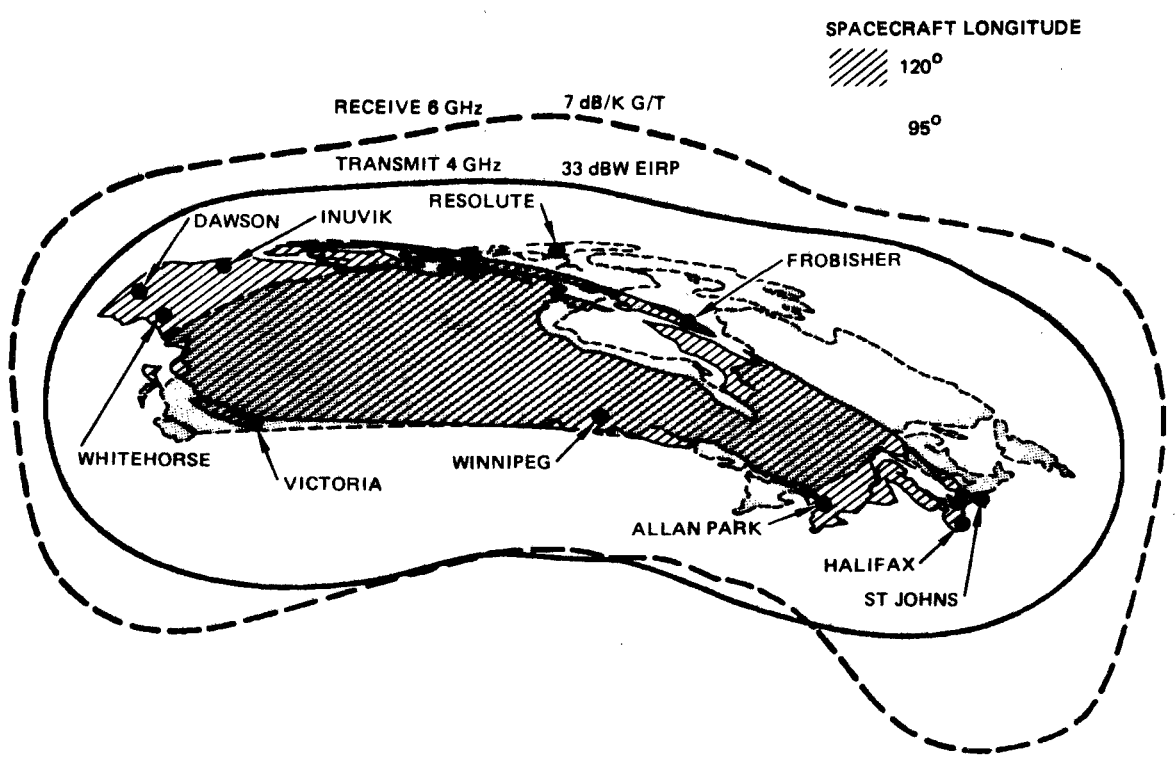 SPACECRAFT LONGITUDE
120°
95°
RECEIVE 6 GHz 7 dB/K G/T
TRANSMIT 4 GHz 33 dBW EIRP
RESOLUTE
DAWSON
INUVIK
FROBISHER
WHITEHORSE
VICTORIA
WINNIPEG
ALLAN PARK
HALIFAX
ST JOHNS